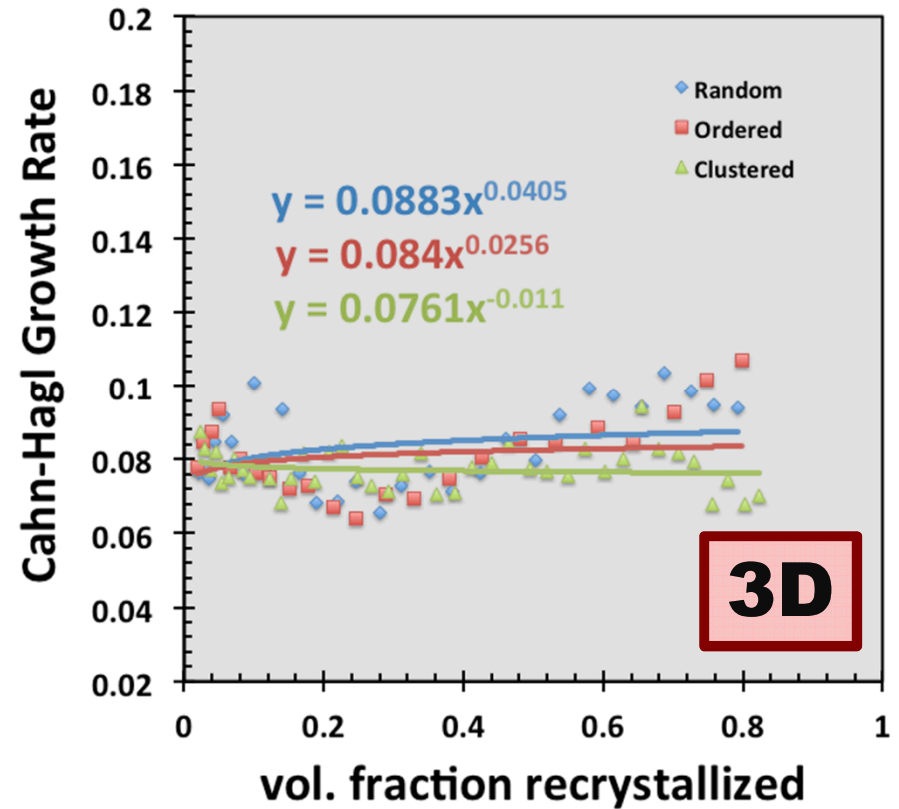 Cahn-Hagl Growth Rate
0.2
0.18
0.16
0.14
0.12
0.1
0.08
0.06
0.04
0.02
Random
Ordered
Clustered
y = 0.0883x^0.0405
y = 0.084x^0.0256
y = 0.0761x^-0.011
3D
0 0.2 0.4 0.6 0.8 1
vol. fraction recrystallized